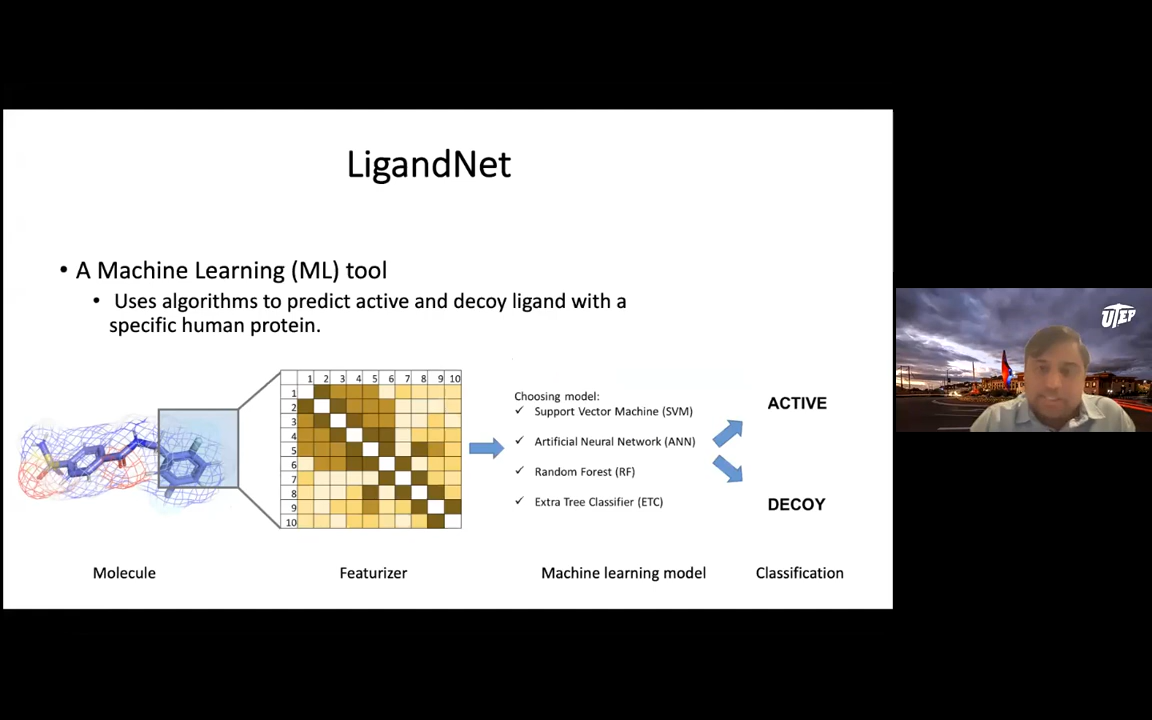 LigandNet
• A Machine Learning (ML) tool
• Uses algorithms to predict active and decoy ligand with a
specific human protein.
1 2 3 4 5 6 7 8 9 10
1
2
3
4
5
6
7
8
9
10
Choosing model:
✓ Support Vector Machine (SVM)
✓ Artificial Neural Network (ANN)
✓ Random Forest (RF)
✓ Extra Tree Classifier (ETC)
ACTIVE
DECOY
Molecule
Featurizer
Machine learning model
Classification
UTEP